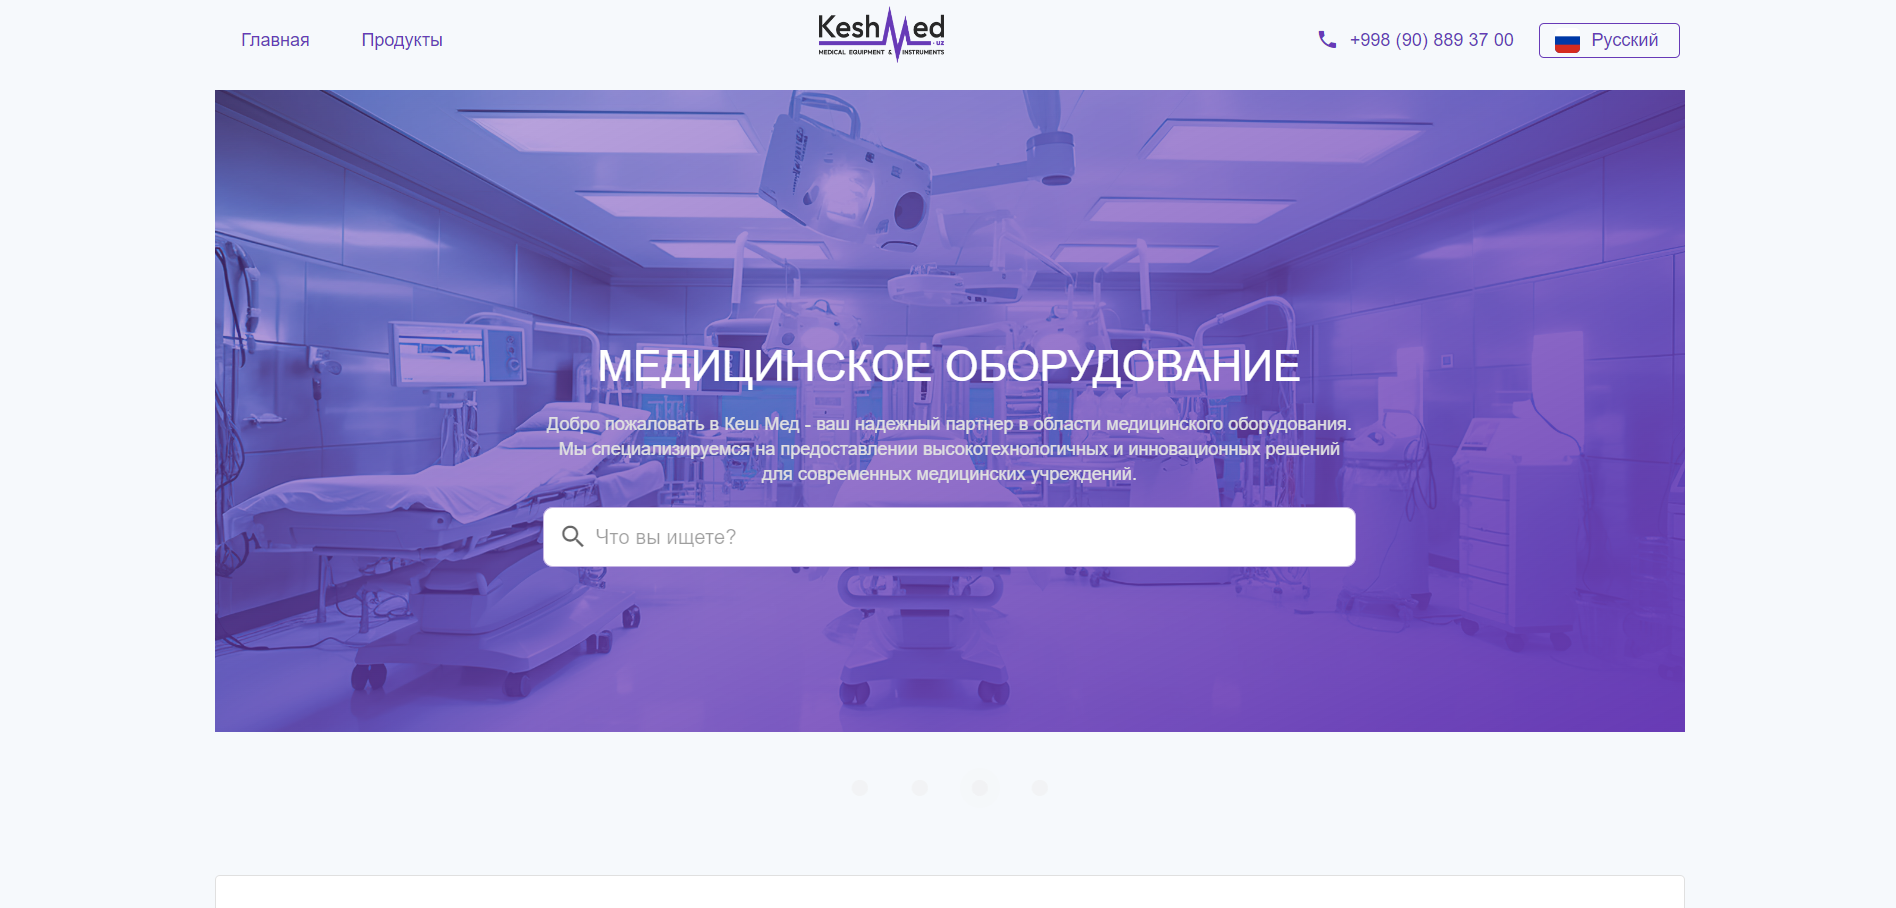 Главная
Продукты
KeshMed
.uz
MEDICAL EQUIPMENT & INSTRUMENTS
+998 (90) 889 37 00
Русский
МЕДИЦИНСКОЕ ОБОРУДОВАНИЕ
Добро пожаловать в Кеш Мед - ваш надежный партнер в области медицинского оборудования.
Мы специализируемся на предоставлении высокотехнологичных и инновационных решений
для современных медицинских учреждений.
Что вы ищете?